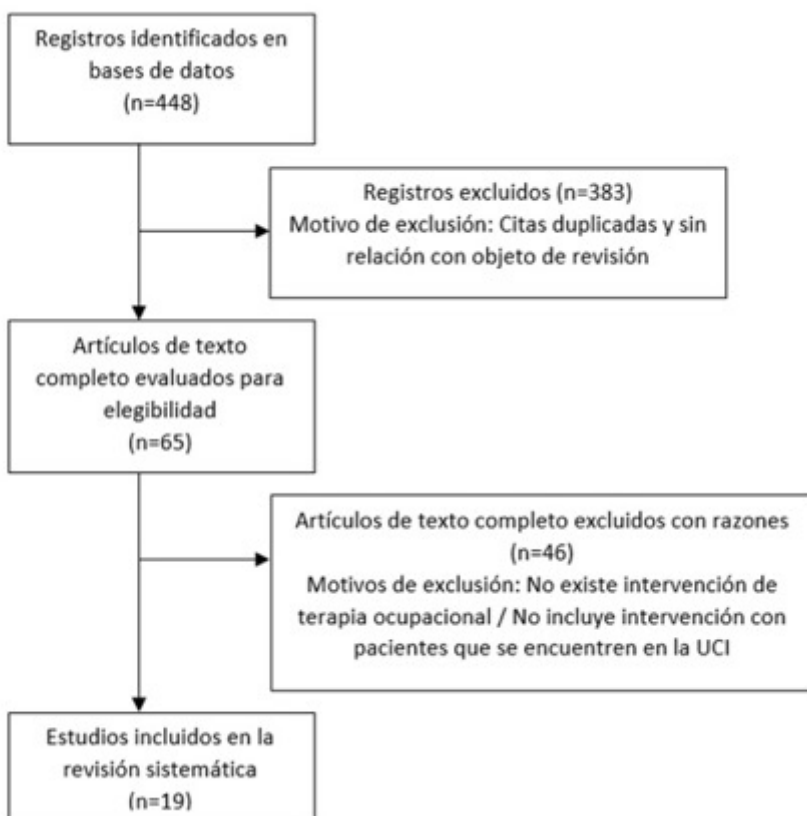 Registros identificados en
bases de datos
(n=448)
Registros excluidos (n=383)
Motivo de exclusión: Citas duplicadas y sin
relación con objeto de revisión
Artículos de texto
completo evaluados para
elegibilidad
(n=65)
Artículos de texto completo excluidos con razones
(n=46)
Motivos de exclusión: No existe intervención de
terapia ocupacional / No incluye intervención con
pacientes que se encuentren en la UCI
Estudios incluidos en la
revisión sistemática
(n=19)